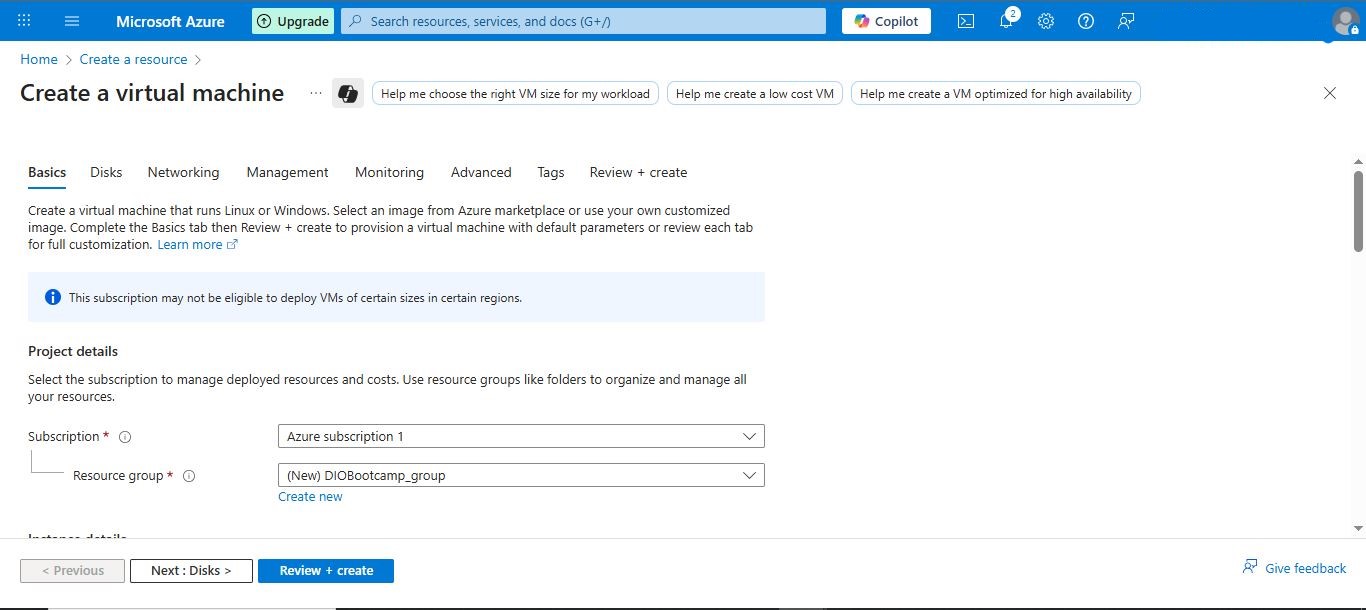 Microsoft Azure
Upgrade
Search resources, services, and docs (G+/)
Copilot
2
Home > Create a resource >
Create a virtual machine ...
Help me choose the right VM size for my workload
Help me create a low cost VM
Help me create a VM optimized for high availability
Basics
Disks
Networking
Management
Monitoring
Advanced
Tags
Review + create
Create a virtual machine that runs Linux or Windows. Select an image from Azure marketplace or use your own customized
image. Complete the Basics tab then Review + create to provision a virtual machine with default parameters or review each tab
for full customization. Learn more
This subscription may not be eligible to deploy VMs of certain sizes in certain regions.
Project details
Select the subscription to manage deployed resources and costs. Use resource groups like folders to organize and manage all
your resources.
Subscription *
Azure subscription 1
Resource group *
(New) DIOBootcamp_group
Create new
Instance details
< Previous
Next : Disks >
Review + create
Give feedback